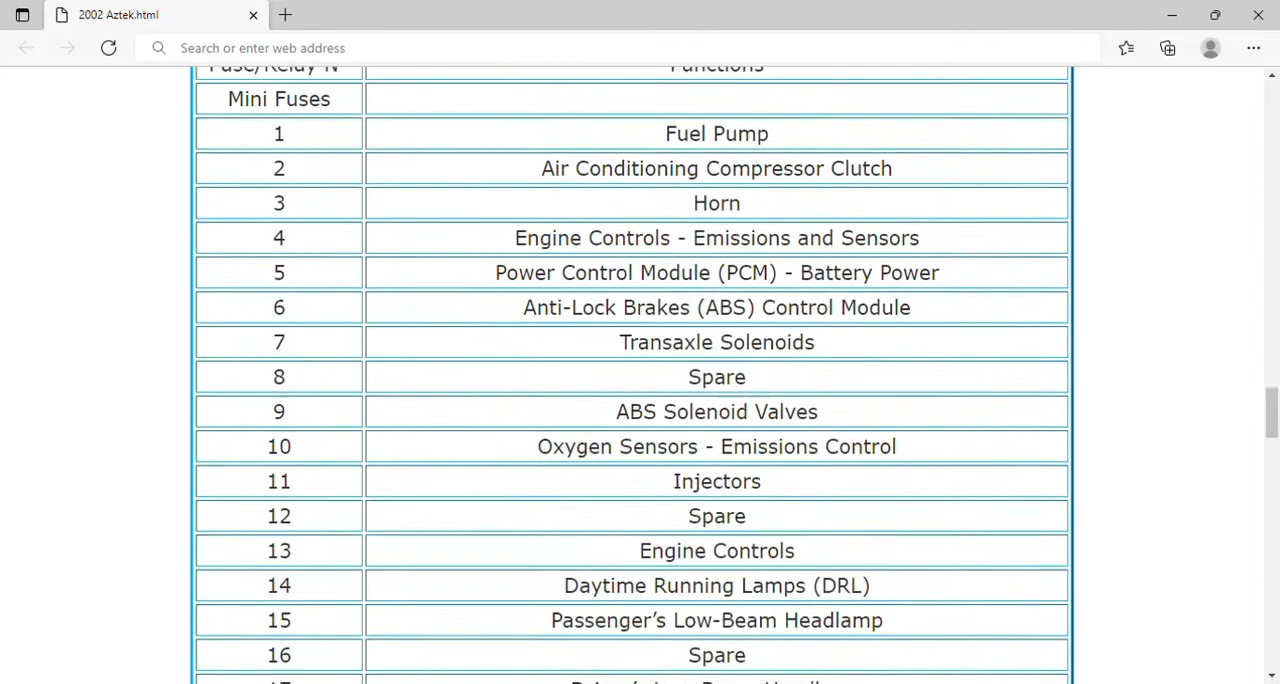 2002 Aztek.html
Search or enter web address
Fuse/Relay N Functions
Mini Fuses
1 Fuel Pump
2 Air Conditioning Compressor Clutch
3 Horn
4 Engine Controls - Emissions and Sensors
5 Power Control Module (PCM) - Battery Power
6 Anti-Lock Brakes (ABS) Control Module
7 Transaxle Solenoids
8 Spare
9 ABS Solenoid Valves
10 Oxygen Sensors - Emissions Control
11 Injectors
12 Spare
13 Engine Controls
14 Daytime Running Lamps (DRL)
15 Passenger’s Low-Beam Headlamp
16 Spare